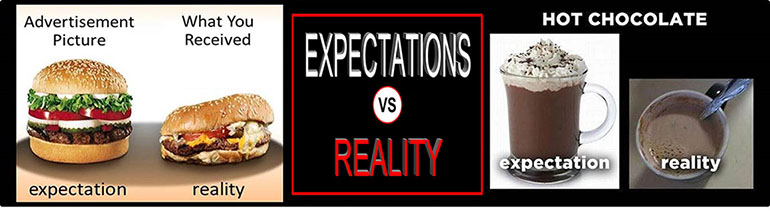 Advertisement
Picture
What You
Received
expectation
reality
EXPECTATIONS
VS
REALITY
HOT CHOCOLATE
expectation
reality